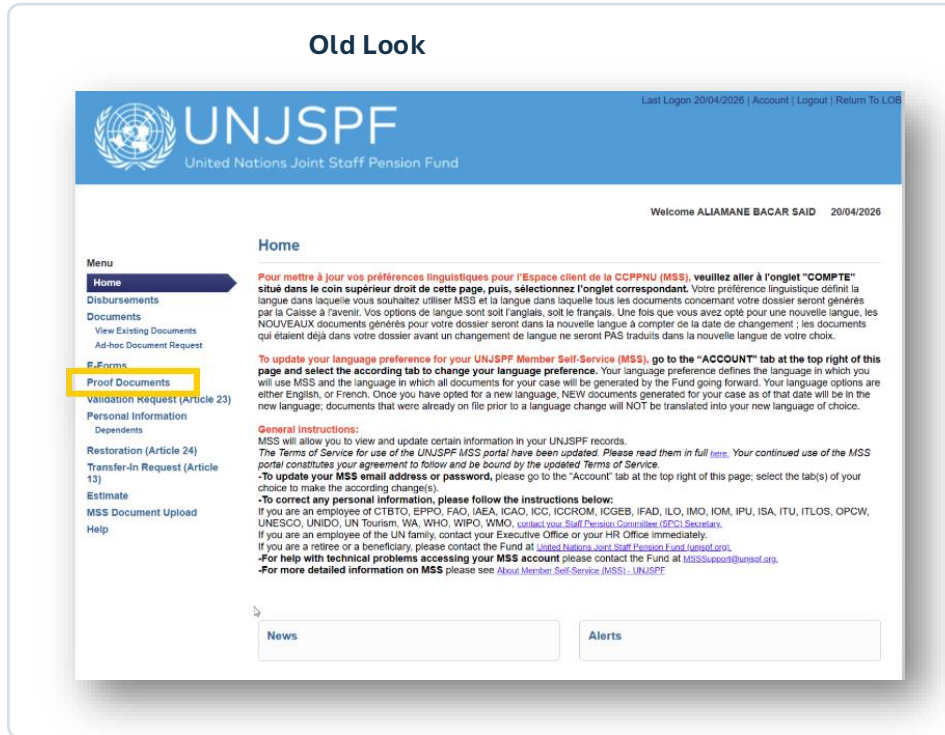 Old Look
Last Logon 20/04/2026 | Account | Logout | Return To LOB
UNJSPF
United Nations Joint Staff Pension Fund
Welcome ALIAMANE BACAR SAID 20/04/2026
Menu
Home
Disbursements
Documents
View Existing Documents
Ad-hoc Document Request
E-Forms
Proof Documents
Validation Request (Article 23)
Personal Information
Dependents
Restoration (Article 24)
Transfer-In Request (Article
13)
Estimate
MSS Document Upload
Help
Home
Pour mettre à jour vos préférences linguistiques pour l'Espace client de la CCPPNU (MSS), veuillez aller à l'onglet "COMPTE"
situé dans le coin supérieur droit de cette page, puis, sélectionnez l'onglet correspondant. Votre préférence linguistique définit la
langue dans laquelle vous souhaitez utiliser MSS et la langue dans laquelle tous les documents concernant votre dossier seront générés
par la Caisse à l'avenir. Vos options de langue sont soit l'anglais, soit le français. Une fois que vous avez opté pour une nouvelle langue, les
NOUVEAUX documents générés pour votre dossier seront dans la nouvelle langue à compter de la date de changement ; les documents
qui étaient déjà dans votre dossier avant un changement de langue ne seront PAS traduits dans la nouvelle langue de votre choix.
To update your language preference for your UNJSPF Member Self-Service (MSS), go to the “ACCOUNT” tab at the top right of this
page and select the according tab to change your language preference. Your language preference defines the language in which you
will use MSS and the language in which all documents for your case will be generated by the Fund going forward. Your language options are
either English, or French. Once you have opted for a new language, NEW documents generated for your case as of that date will be in the
new language; documents that were already on file prior to a language change will NOT be translated into your new language of choice.
General instructions:
MSS will allow you to view and update certain information in your UNJSPF records.
The Terms of Service for use of the UNJSPF MSS portal have been updated. Please read them in full here. Your continued use of the MSS
portal constitutes your agreement to follow and be bound by the updated Terms of Service.
-To update your MSS email address or password, please go to the “Account” tab at the top right of this page; select the tab(s) of your
choice to make the according change(s).
-To correct any personal information, please follow the instructions below:
If you are an employee of CTBTO, EPPO, FAO, IAEA, ICAO, ICC, ICCROM, ICGEB, IFAD, ILO, IMO, IOM, IPU, ISA, ITU, ITLOS, OPCW,
UNESCO, UNIDO, UN Tourism, WA, WHO, WIPO, WMO, contact your Staff Pension Committee (SPC) Secretary.
If you are an employee of the UN family, contact your Executive Office or your HR Office immediately.
If you are a retiree or a beneficiary, please contact the Fund at United Nations Joint Staff Pension Fund (unjspf.org).
-For help with technical problems accessing your MSS account please contact the Fund at MSSSupport@unjspf.org.
-For more detailed information on MSS please see About Member Self-Service (MSS) - UNJSPF
News
Alerts